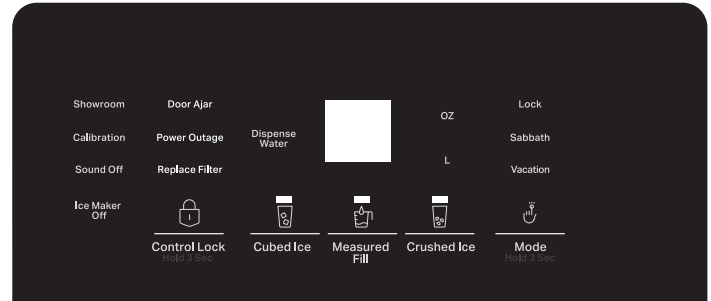 Showroom
Door Ajar
Lock
OZ
Calibration
Power Outage
Dispense
Water
Sabbath
L
Sound Off
Replace Filter
Vacation
Ice Maker
Off
Control Lock
Hold 3 Sec
Cubed Ice
Measured
Fill
Crushed Ice
Mode
Hold 3 Sec